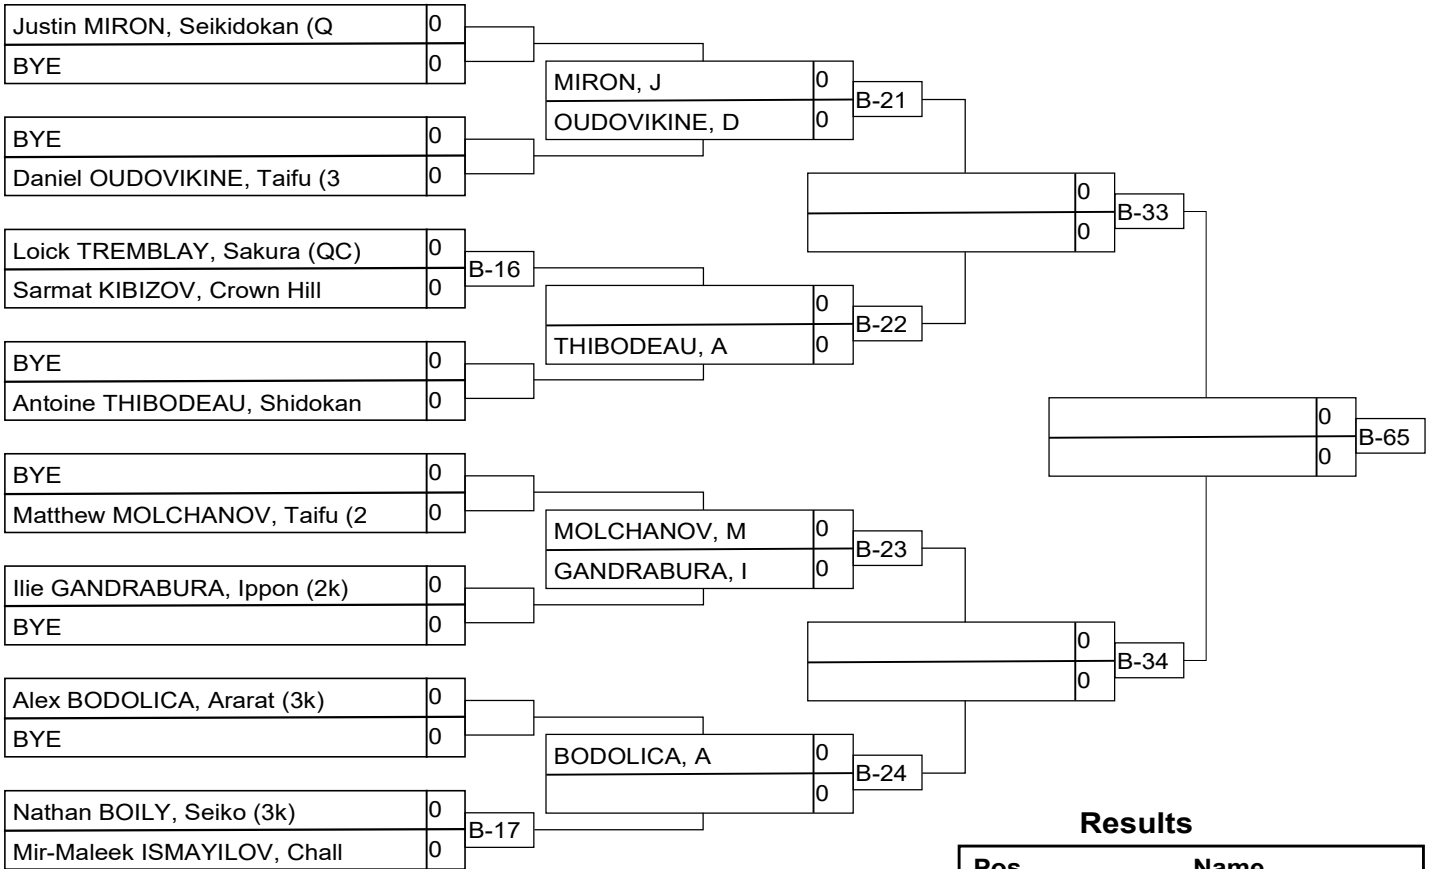 Justin MIRON, Seikidokan (Q 0
BYE 0
BYE 0
Daniel OUDOVIKINE, Taifu (3 0
Loick TREMBLAY, Sakura (QC) 0
Sarmat KIBIZOV, Crown Hill 0
B-16
BYE 0
Antoine THIBODEAU, Shidokan 0
BYE 0
Matthew MOLCHANOV, Taifu (2 0
Ilie GANDRABURA, Ippon (2k) 0
BYE 0
Alex BODOLICA, Ararat (3k) 0
BYE 0
Nathan BOILY, Seiko (3k) 0
Mir-Maleek ISMAYILOV, Chall 0
B-17
MIRON, J 0
OUDOVIKINE, D 0
B-21
0
THIBODEAU, A 0
B-22
MOLCHANOV, M 0
GANDRABURA, I 0
B-23
BODOLICA, A 0
0
B-24
0
0
B-33
0
0
B-34
0
0
B-65
Results
Pos Name